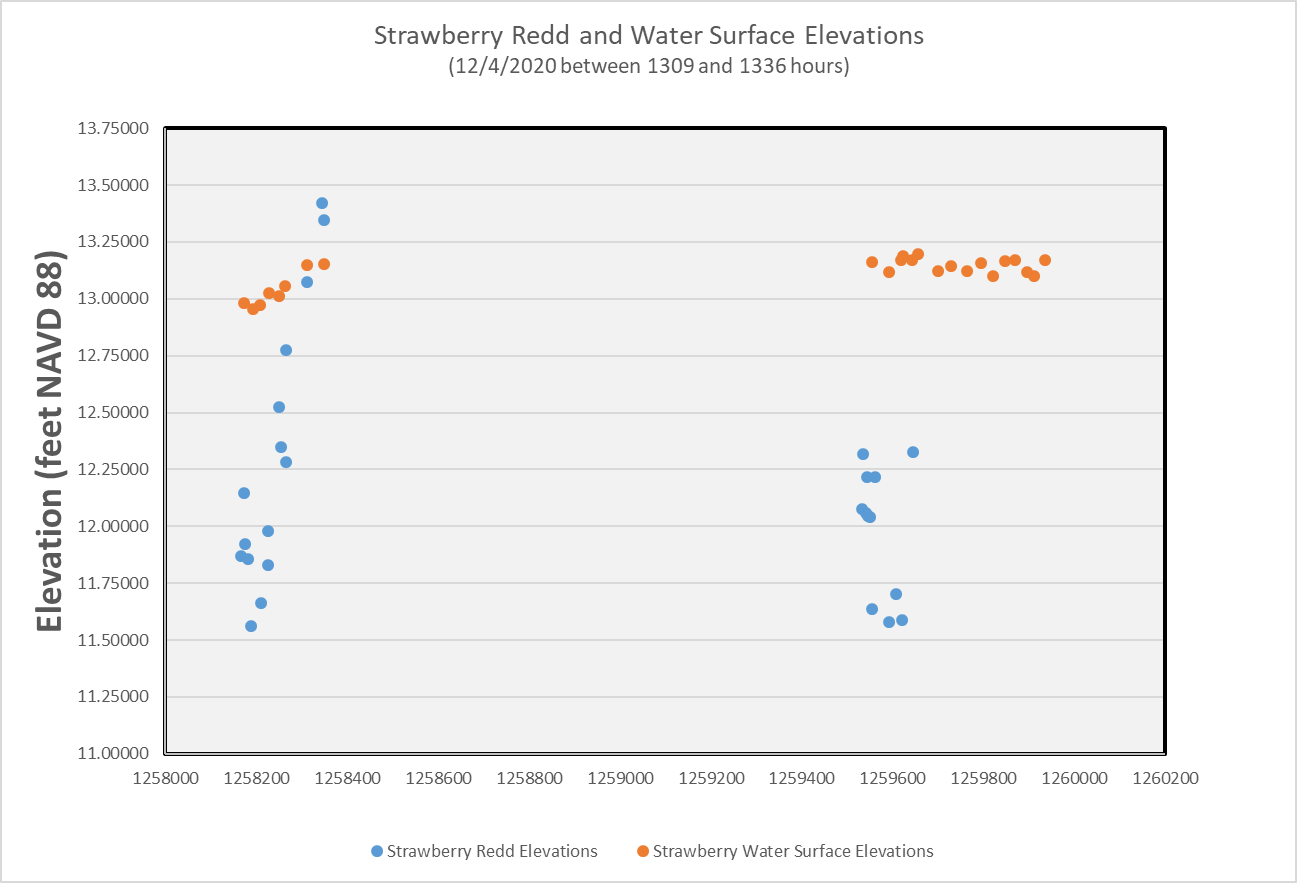 Strawberry Redd and Water Surface Elevations
(12/4/2020 between 1309 and 1336 hours)
Elevation (feet NAVD 88)
13.75000
13.50000
13.25000
13.00000
12.75000
12.50000
12.25000
12.00000
11.75000
11.50000
11.25000
11.00000
1258000 1258200 1258400 1258600 1258800 1259000 1259200 1259400 1259600 1259800 1260000 1260200
Strawberry Redd Elevations Strawberry Water Surface Elevations